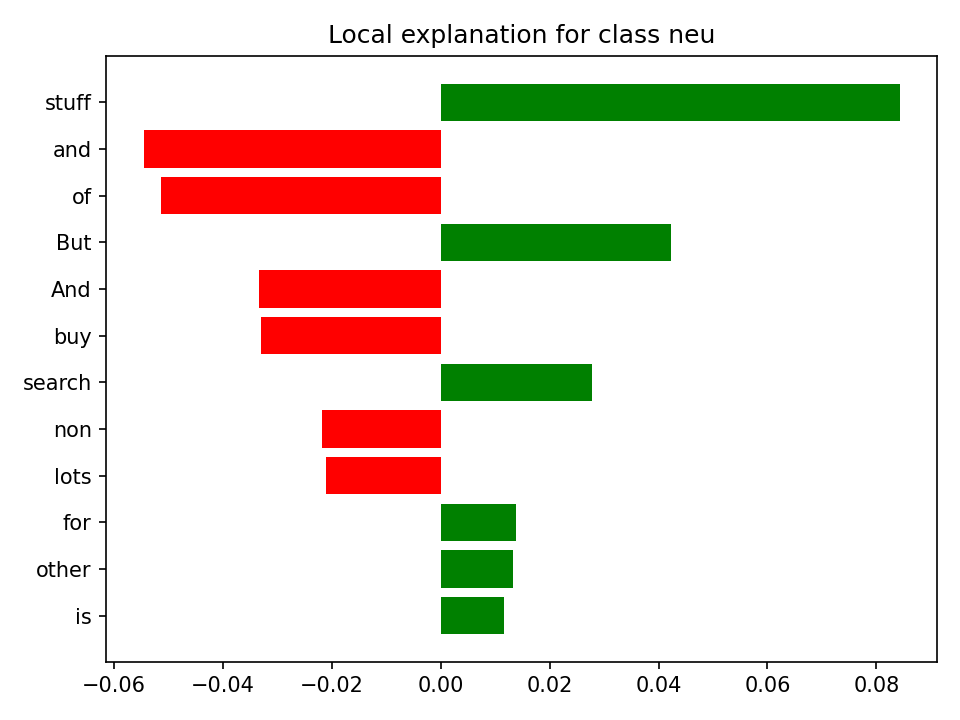 Local explanation for class neu
stuff
and
of
But
And
buy
search
non
lots
for
other
is
−0.06 −0.04 −0.02 0.00 0.02 0.04 0.06 0.08